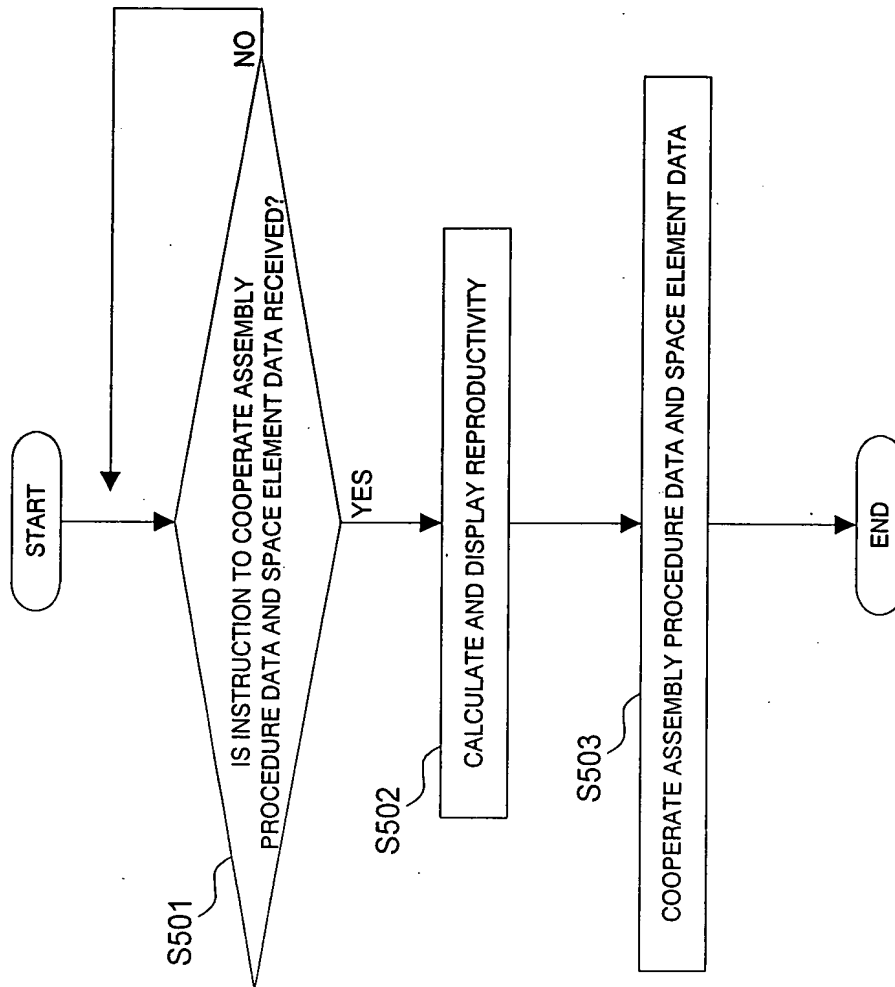 START
S501
IS INSTRUCTION TO COOPERATE ASSEMBLY
PROCEDURE DATA AND SPACE ELEMENT DATA RECEIVED?
NO
YES
S502
CALCULATE AND DISPLAY REPRODUCTIVITY
S503
COOPERATE ASSEMBLY PROCEDURE DATA AND SPACE ELEMENT DATA
END